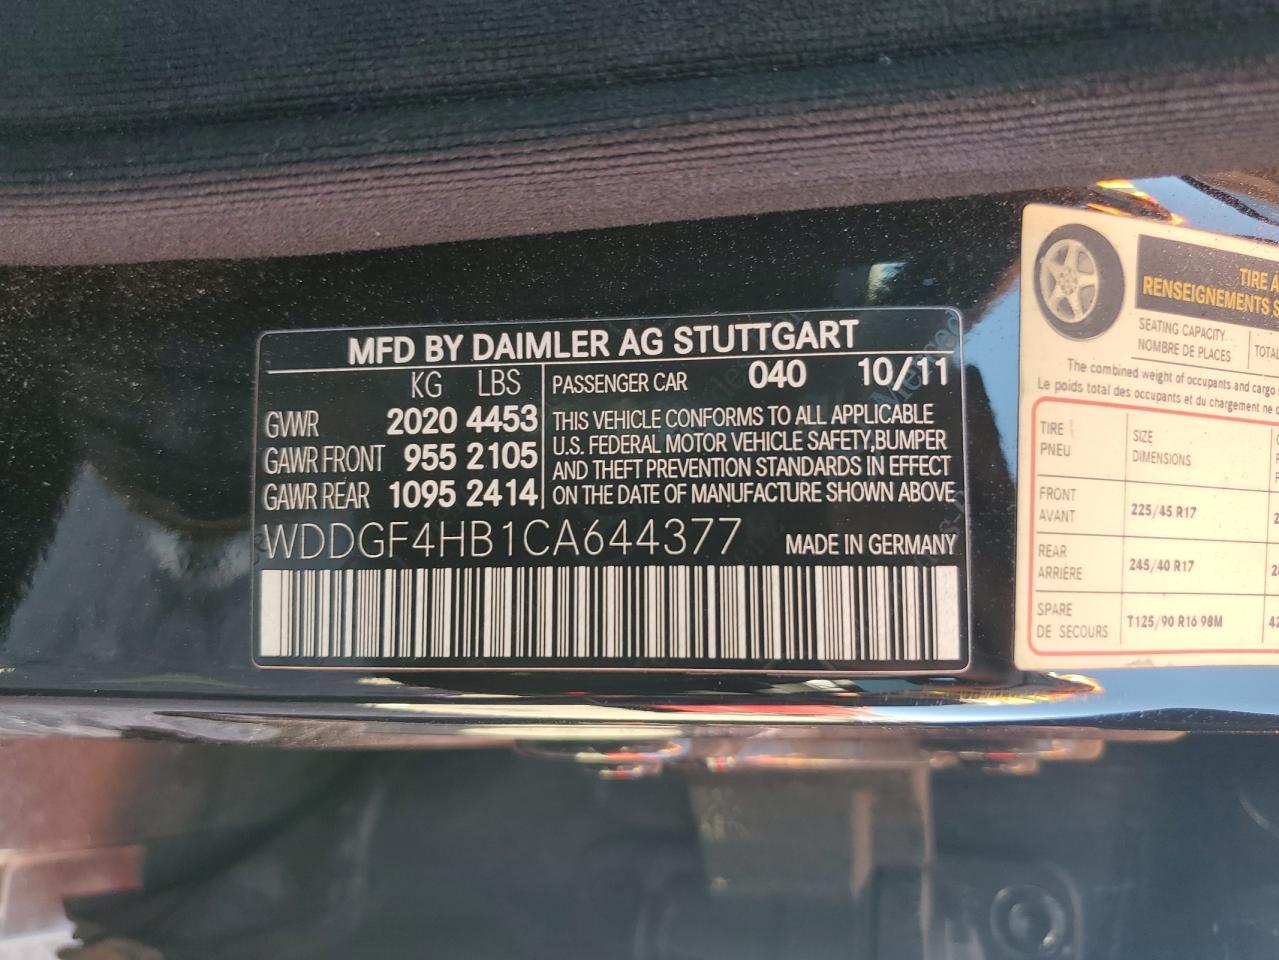 MFD BY DAIMLER AG STUTTGART
KG LBS PASSENGER CAR 040 10/11
GVWR 2020 4453
GAWR FRONT 955 2105
GAWR REAR 1095 2414
THIS VEHICLE CONFORMS TO ALL APPLICABLE
U.S. FEDERAL MOTOR VEHICLE SAFETY,BUMPER
AND THEFT PREVENTION STANDARDS IN EFFECT
ON THE DATE OF MANUFACTURE SHOWN ABOVE
WDDGF4HB1CA644377 MADE IN GERMANY
TIRE
RENSEIGNEMENTS
SEATING CAPACITY
NOMBRE DE PLACES
The combined weight of occupants and cargo
Le poids total des occupants et du chargement ne
TIRE SIZE
PNEU DIMENSIONS
FRONT
AVANT 225/45 R17
REAR
ARRIÈRE 245/40 R17
SPARE
DE SECOURS T125/90 R16 98M